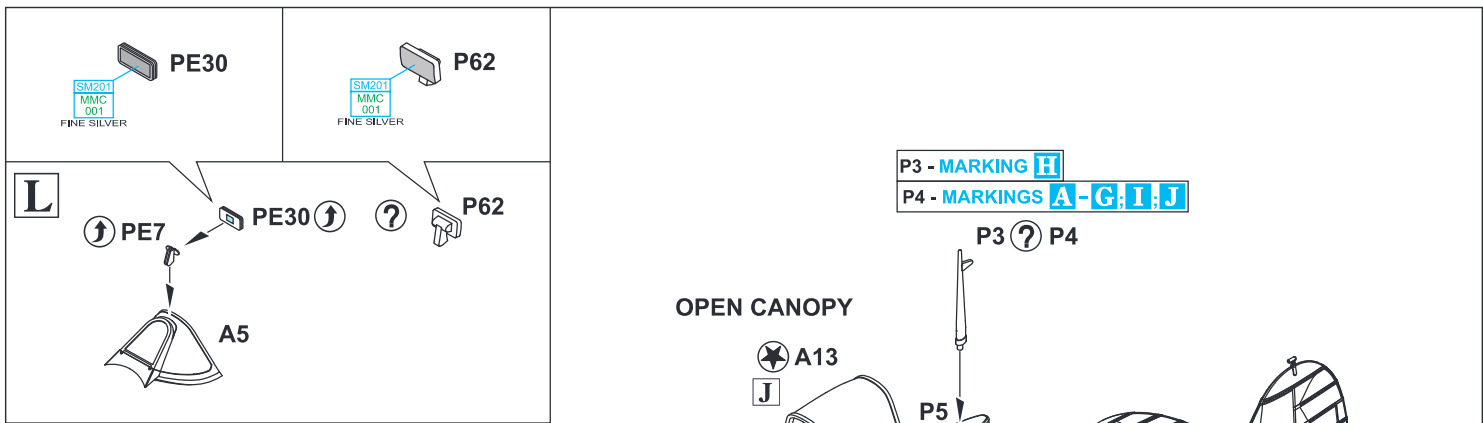 PE30
SM201
MMC
001
FINE SILVER
P62
SM201
MMC
001
FINE SILVER
L
PE7
PE30
?
P62
A5
P3 - MARKING H
P4 - MARKINGS A - G; I; J
P3 ? P4
OPEN CANOPY
A13
J
P5